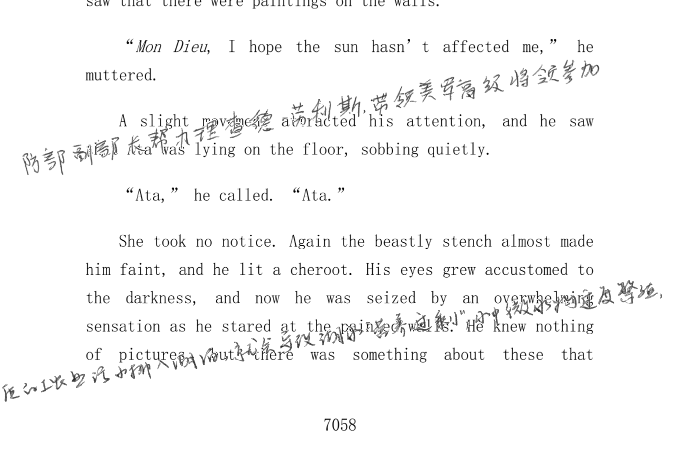 saw that there were paintings on the walls.
“Mon Dieu, I hope the sun hasn’t affected me,” he
muttered.
防部副部长帮办理查德·劳利斯,带领美军高级将领参加
A slight movement attracted his attention, and he saw
Ata was lying on the floor, sobbing quietly.
“Ata,” he called. “Ata.”
She took no notice. Again the beastly stench almost made
him faint, and he lit a cheroot. His eyes grew accustomed to
the darkness, and now he was seized by an overwhelming
sensation as he stared at the painted walls. He knew nothing
of pictures, but there was something about these that
7058